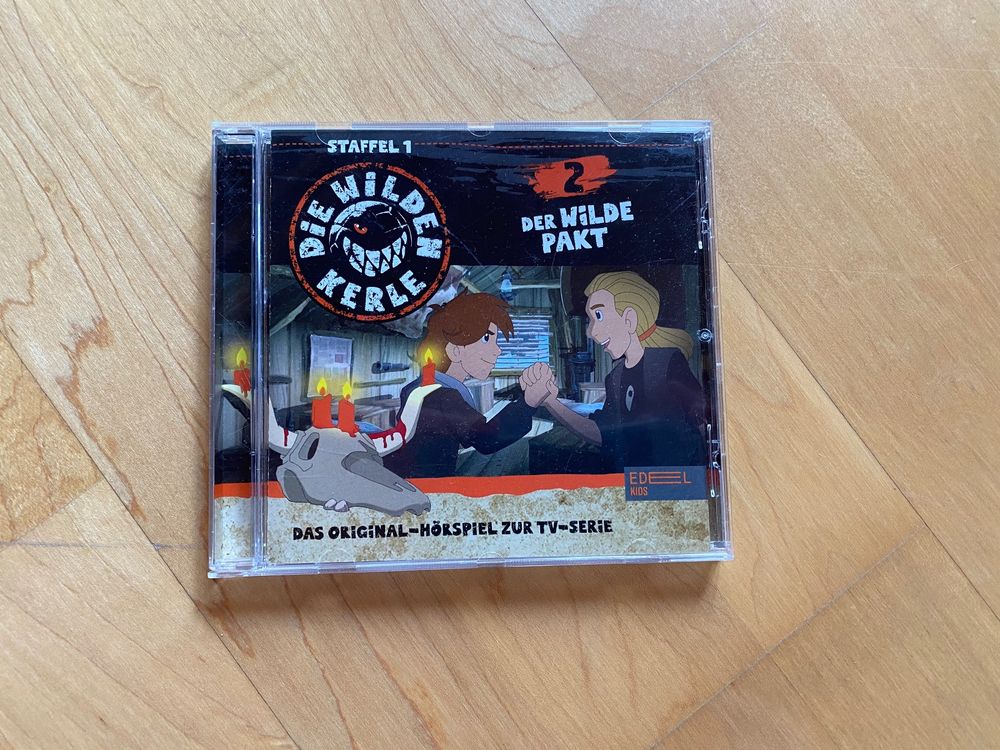 STAFFEL 1
DIE WILDEN
KERLE
2
DER WILDE
PAKT
EDEL
KIDS
DAS ORIGINAL-HÖRSPIEL ZUR TV-SERIE